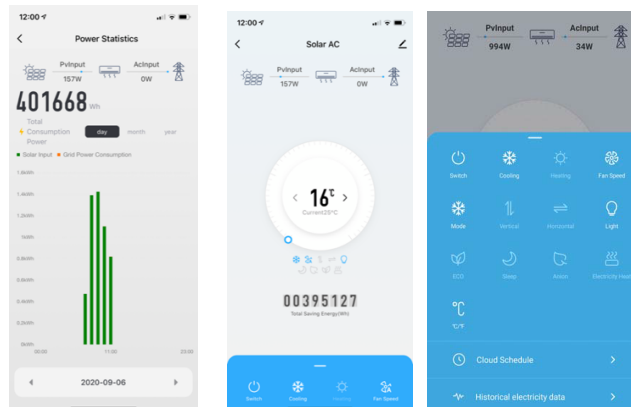 12:00
Power Statistics
PvInput
157W
AcInput
0W
401668 Wh
Total
Consumption
Power
day
month
year
Solar Input
Grid Power Consumption
1.6kWh
1.4kWh
1.2kWh
1kWh
0.8kWh
0.6kWh
0.4kWh
0.2kWh
0kWh
00:00
11:00
22:00
2020-09-06
12:00
Solar AC
PvInput
157W
AcInput
0W
16℃
Current25°C
00395127
Total Saving Energy(Wh)
Switch
Cooling
Heating
Fan Speed
PvInput
994W
AcInput
34W
Switch
Cooling
Heating
Fan Speed
Mode
Vertical
Horizontal
Light
ECO
Sleep
Anion
Electricity Heat
℃
°C/°F
Cloud Schedule
Historical electricity data